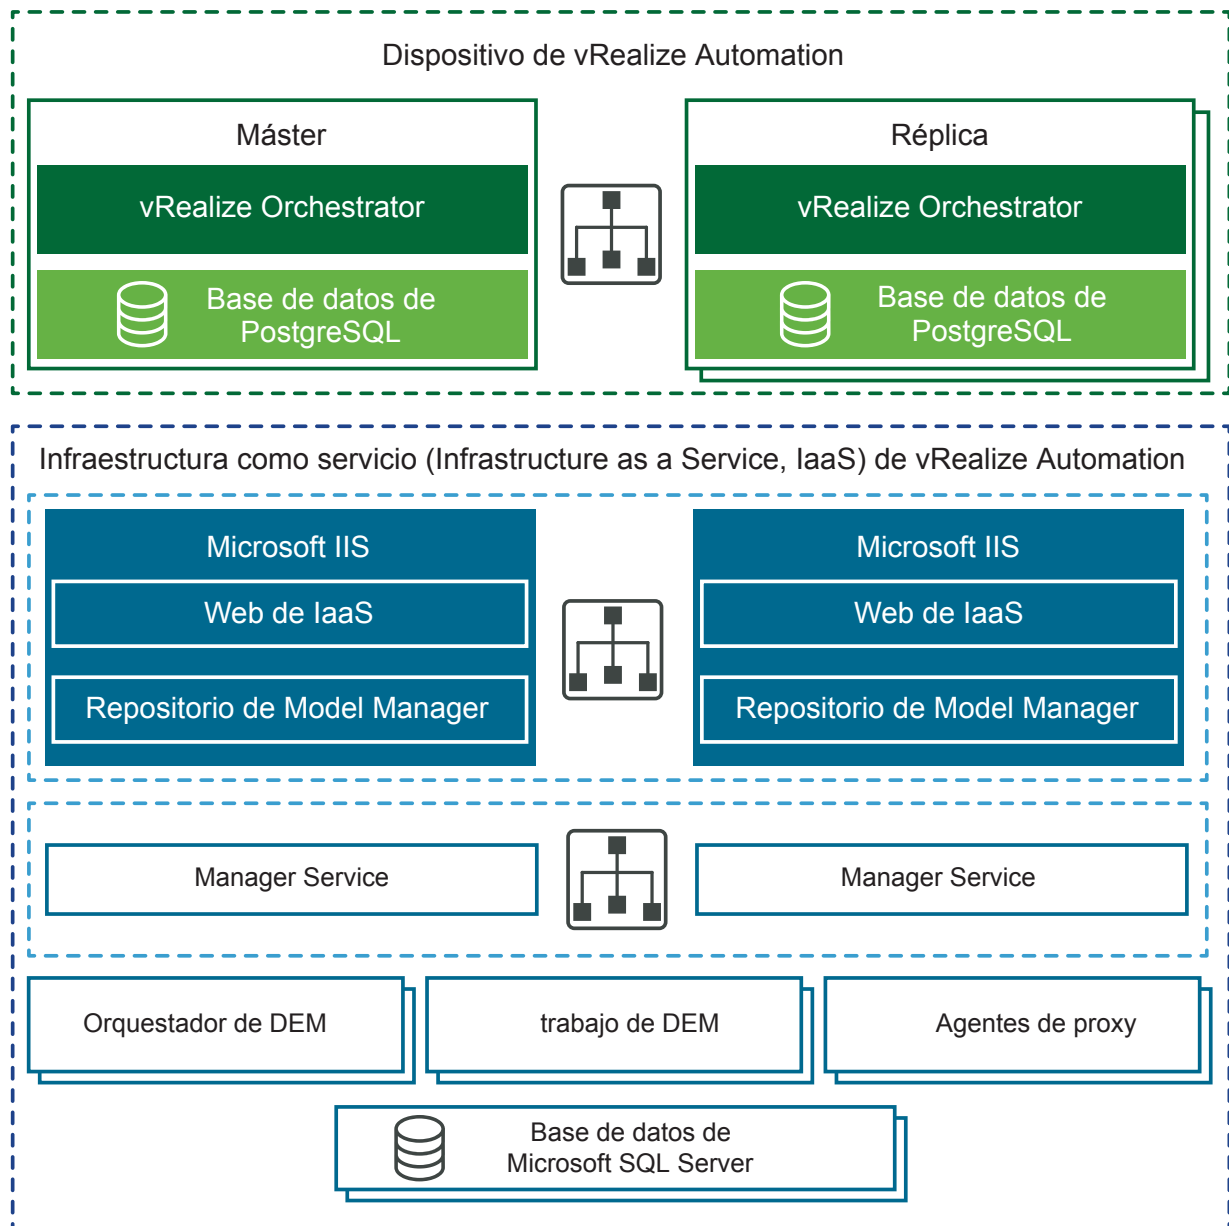 Dispositivo de vRealize Automation
Máster
vRealize Orchestrator
Base de datos de
PostgreSQL
Réplica
vRealize Orchestrator
Base de datos de
PostgreSQL
Infraestructura como servicio (Infrastructure as a Service, IaaS) de vRealize Automation
Microsoft IIS
Web de IaaS
Repositorio de Model Manager
Microsoft IIS
Web de IaaS
Repositorio de Model Manager
Manager Service
Manager Service
Orquestador de DEM
trabajo de DEM
Agentes de proxy
Base de datos de
Microsoft SQL Server